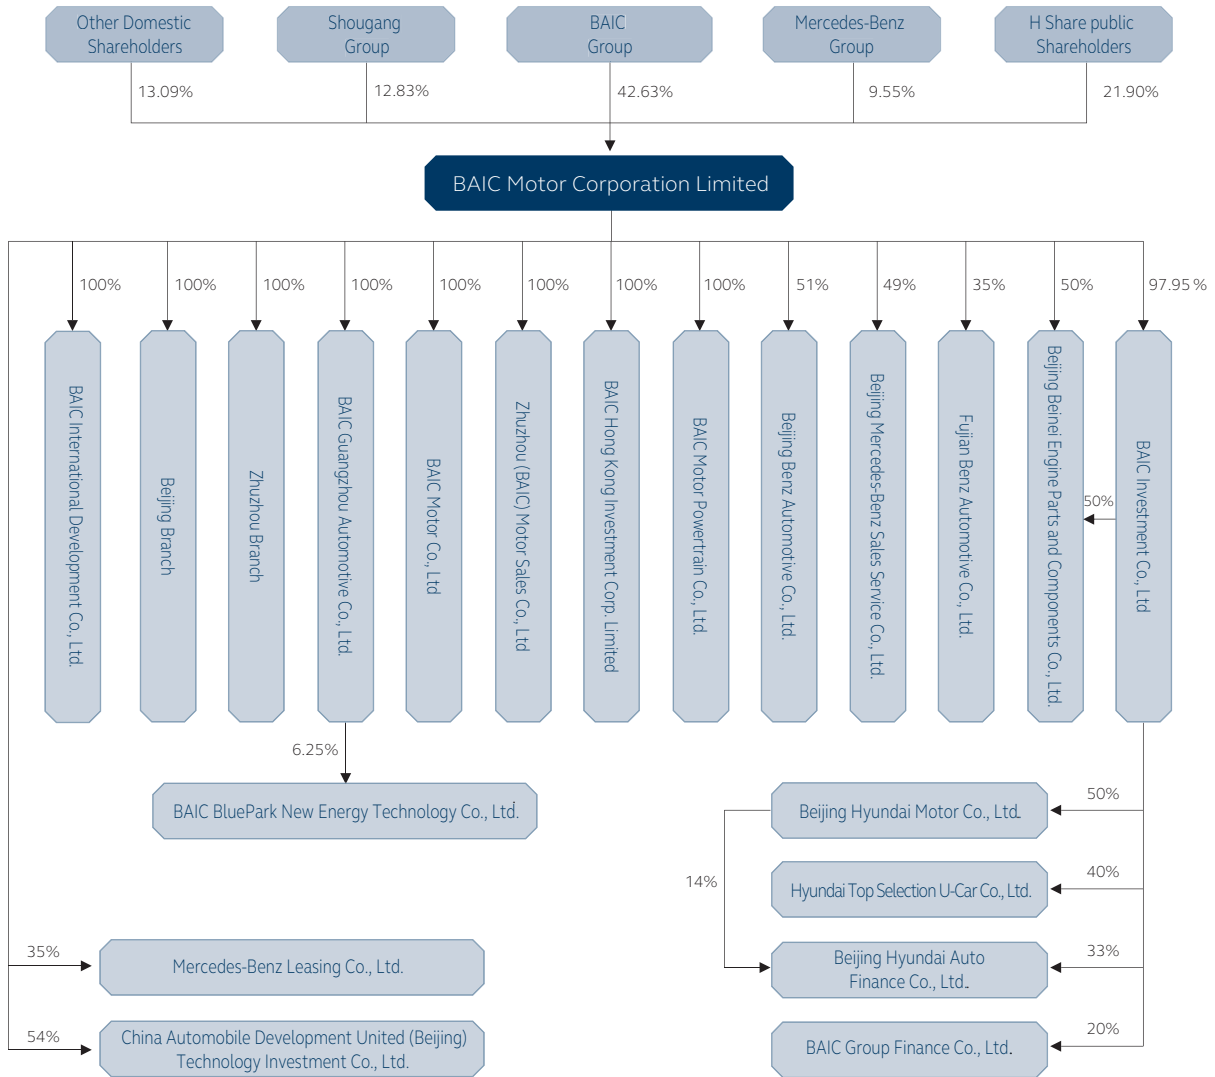 Other Domestic
Shareholders
Shougang
Group
BAIC
Group
Mercedes-Benz
Group
H Share public
Shareholders
13.09%
12.83%
42.63%
9.55%
21.90%
BAIC Motor Corporation Limited
100%
100%
100%
100%
100%
100%
100%
100%
51%
49%
35%
50%
97.95%
BAIC International Development Co., Ltd.
Beijing Branch
Zhuzhou Branch
BAIC Guangzhou Automotive Co., Ltd.
BAIC Motor Co., Ltd
Zhuzhou (BAIC) Motor Sales Co., Ltd
BAIC Hong Kong Investment Corp. Limited
BAIC Motor Powertrain Co., Ltd.
Beijing Benz Automotive Co., Ltd.
Beijing Mercedes-Benz Sales Service Co., Ltd.
Fujian Benz Automotive Co., Ltd.
Beijing Beinei Engine Parts and Components Co., Ltd.
50%
BAIC Investment Co., Ltd
6.25%
BAIC BluePark New Energy Technology Co., Ltd.
50%
Beijing Hyundai Motor Co., Ltd.
14%
40%
Hyundai Top Selection U-Car Co., Ltd.
35%
Mercedes-Benz Leasing Co., Ltd.
33%
Beijing Hyundai Auto
Finance Co., Ltd..
54%
China Automobile Development United (Beijing)
Technology Investment Co., Ltd.
20%
BAIC Group Finance Co., Ltd.